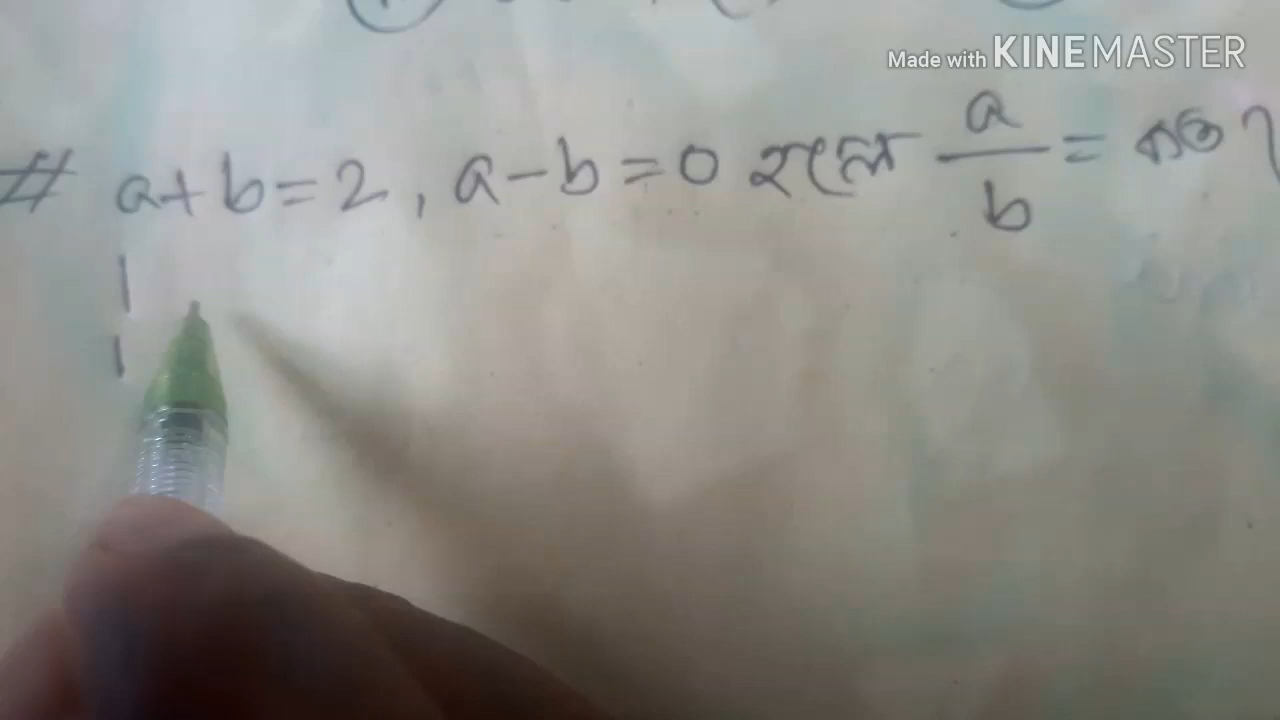 Made with KINEMASTER
# a+b=2, a-b=0 হলে a/b = কত?